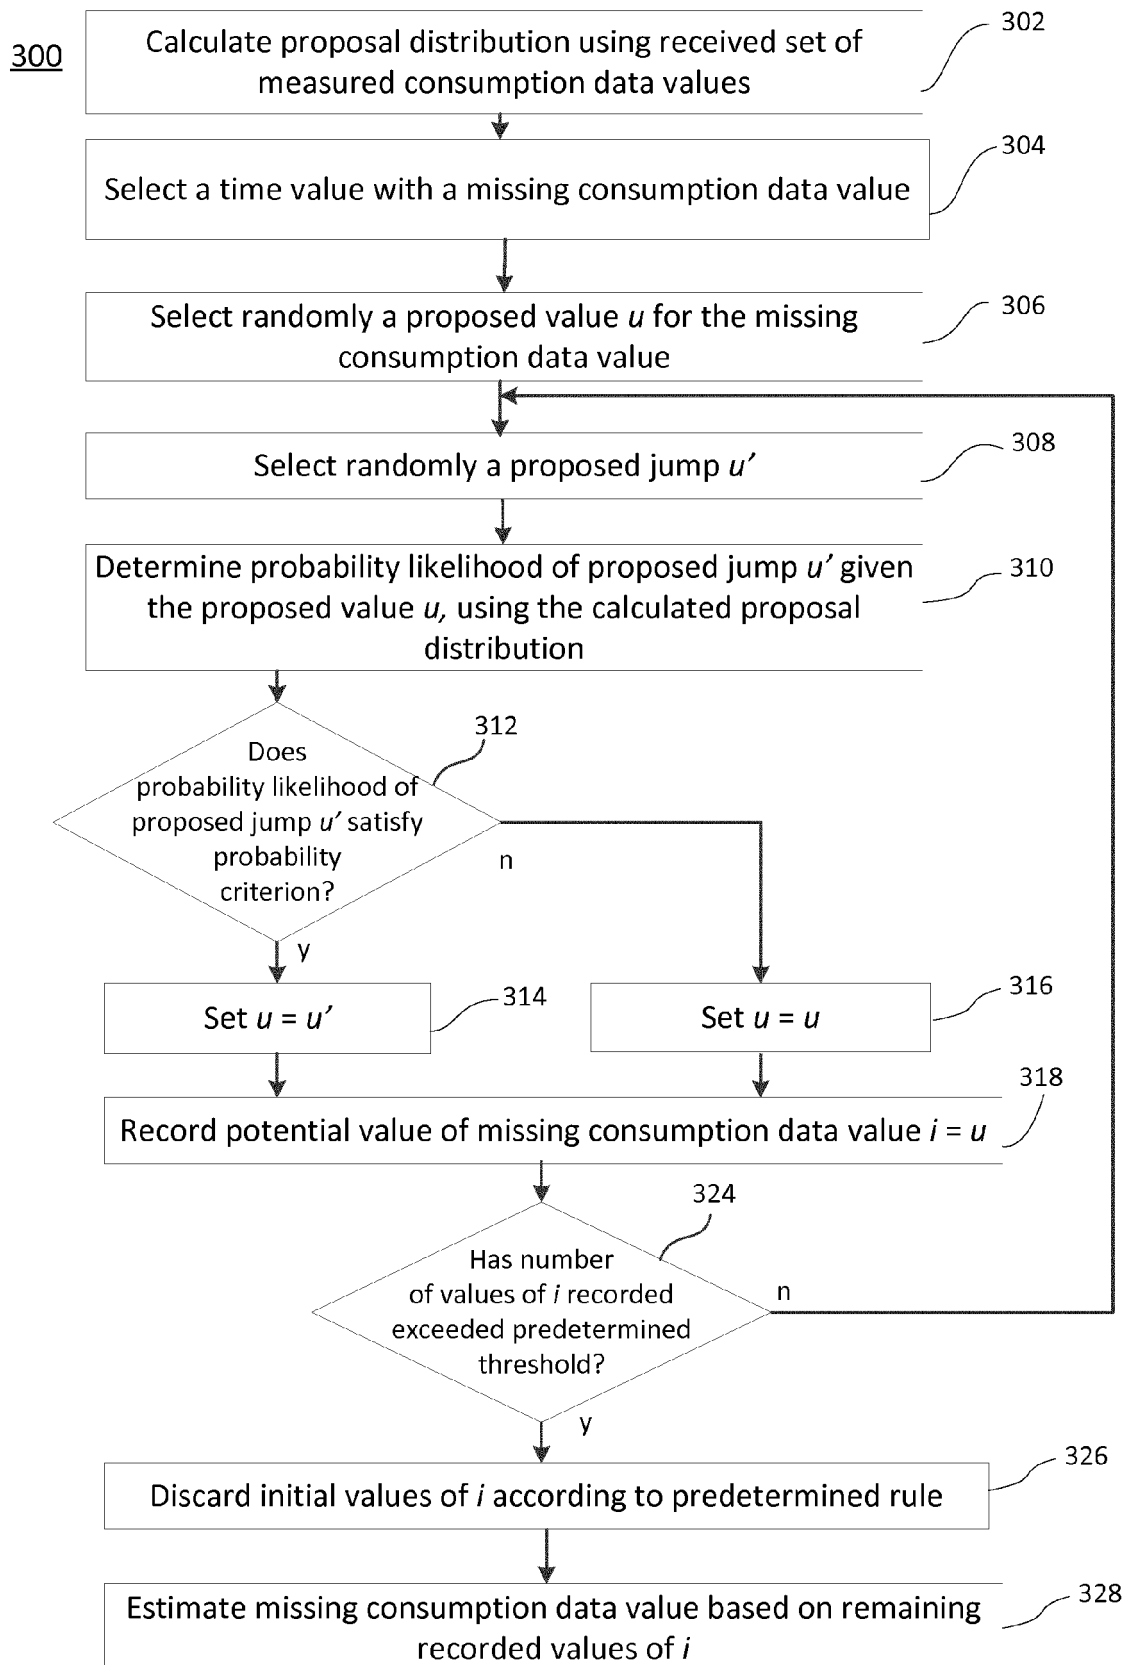 300
Calculate proposal distribution using received set of
measured consumption data values
302
Select a time value with a missing consumption data value
304
Select randomly a proposed value u for the missing
consumption data value
306
Select randomly a proposed jump u’
308
Determine probability likelihood of proposed jump u’ given
the proposed value u, using the calculated proposal
distribution
310
Does
probability likelihood of
proposed jump u’ satisfy
probability
criterion?
312
n
y
Set u = u’
314
Set u = u
316
Record potential value of missing consumption data value i = u
318
Has number
of values of i recorded
exceeded predetermined
threshold?
324
n
y
Discard initial values of i according to predetermined rule
326
Estimate missing consumption data value based on remaining
recorded values of i
328